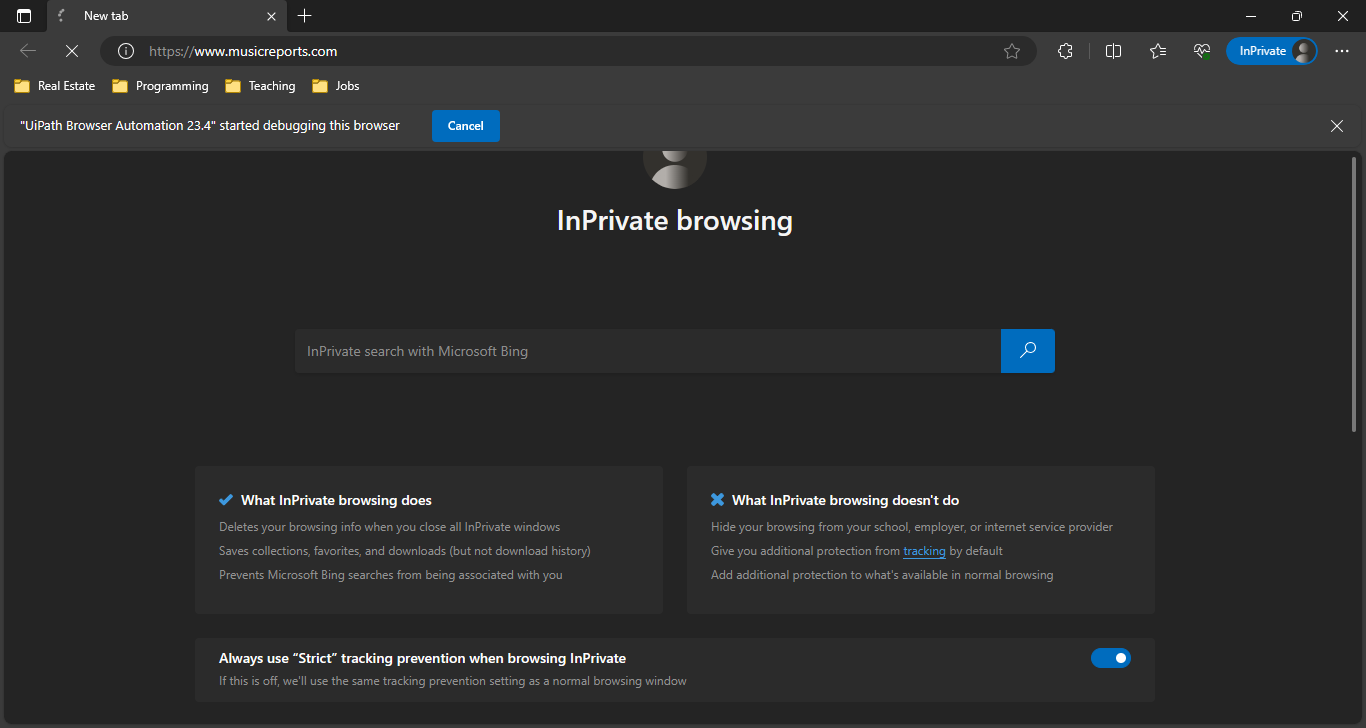 New tab
https://www.musicreports.com
InPrivate
Real Estate
Programming
Teaching
Jobs
"UiPath Browser Automation 23.4" started debugging this browser
Cancel
InPrivate browsing
InPrivate search with Microsoft Bing
What InPrivate browsing does
Deletes your browsing info when you close all InPrivate windows
Saves collections, favorites, and downloads (but not download history)
Prevents Microsoft Bing searches from being associated with you
What InPrivate browsing doesn't do
Hide your browsing from your school, employer, or internet service provider
Give you additional protection from tracking by default
Add additional protection to what's available in normal browsing
Always use “Strict” tracking prevention when browsing InPrivate
If this is off, we'll use the same tracking prevention setting as a normal browsing window